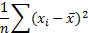 1/n ∑(xᵢ − x̄)²